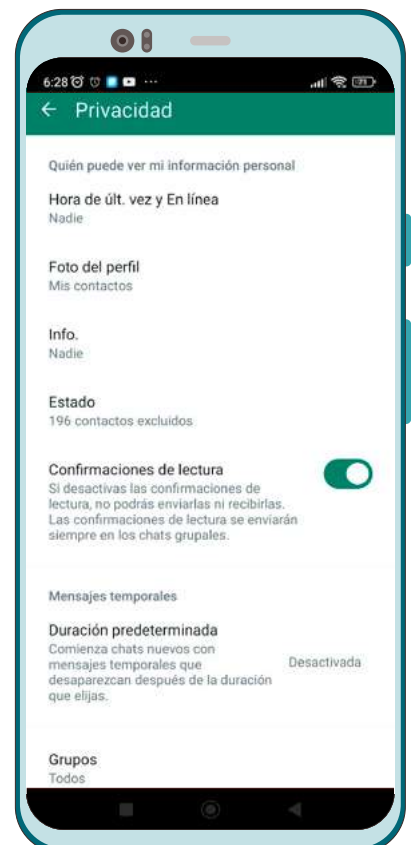 6:28
Privacidad
Quién puede ver mi información personal
Hora de últ. vez y En línea
Nadie
Foto del perfil
Mis contactos
Info.
Nadie
Estado
196 contactos excluidos
Confirmaciones de lectura
Si desactivas las confirmaciones de
lectura, no podrás enviarlas ni recibirlas.
Las confirmaciones de lectura se enviarán
siempre en los chats grupales.
Mensajes temporales
Duración predeterminada
Comienza chats nuevos con
mensajes temporales que
desaparezcan después de la duración
que elijas.
Desactivada
Grupos
Todos